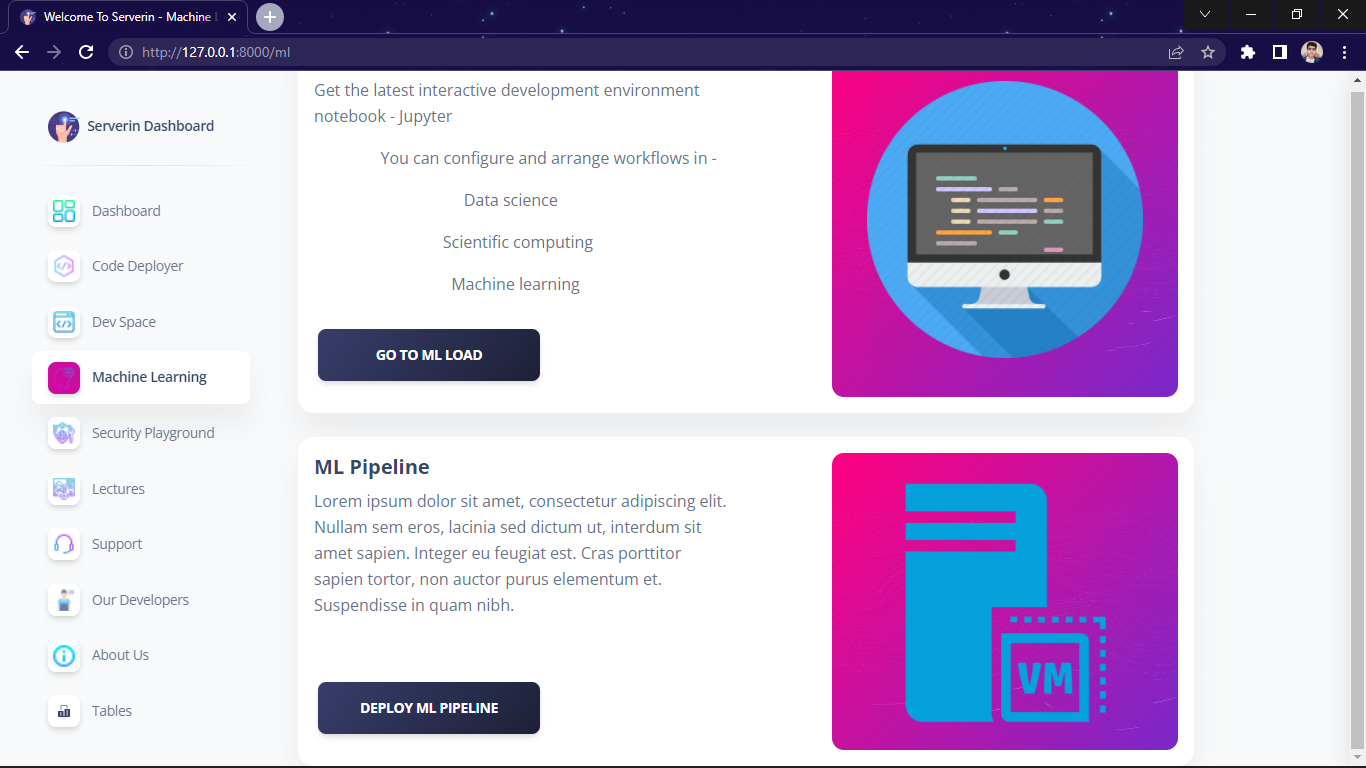 Welcome To Serverin - Machine L
http://127.0.0.1:8000/ml
Serverin Dashboard
Dashboard
Code Deployer
Dev Space
Machine Learning
Security Playground
Lectures
Support
Our Developers
About Us
Tables
Get the latest interactive development environment
notebook - Jupyter
You can configure and arrange workflows in -
Data science
Scientific computing
Machine learning
GO TO ML LOAD
ML Pipeline
Lorem ipsum dolor sit amet, consectetur adipiscing elit.
Nullam sem eros, lacinia sed dictum ut, interdum sit
amet sapien. Integer eu feugiat est. Cras porttitor
sapien tortor, non auctor purus elementum et.
Suspendisse in quam nibh.
DEPLOY ML PIPELINE
VM